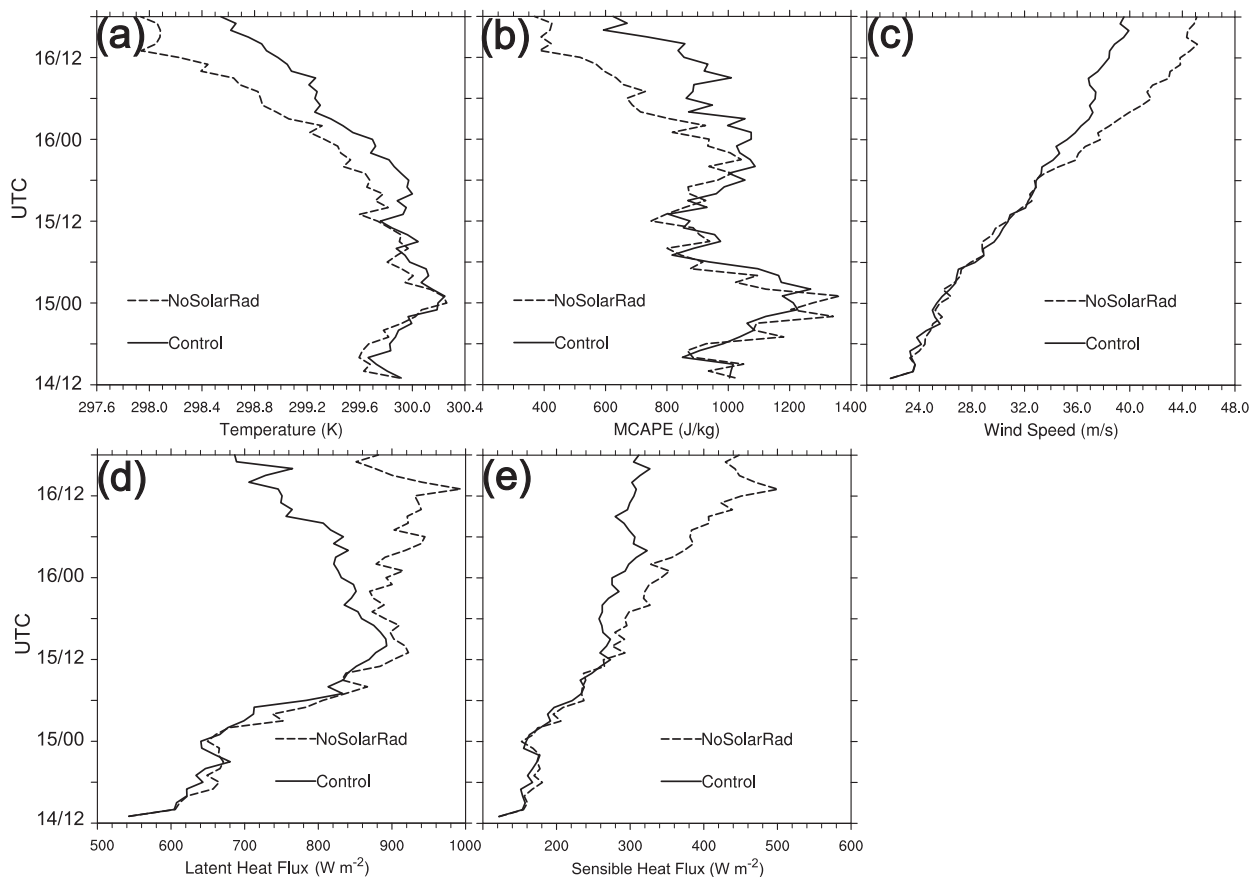 (a)
(b)
(c)
UTC
16/12
16/00
15/12
15/00
14/12
NoSolarRad
Control
NoSolarRad
Control
NoSolarRad
Control
297.6 298.0 298.4 298.8 299.2 299.6 300.0 300.4
400 600 800 1000 1200 1400
24.0 28.0 32.0 36.0 40.0 44.0 48.0
Temperature (K)
MCAPE (J/kg)
Wind Speed (m/s)
(d)
(e)
UTC
16/12
16/00
15/12
15/00
14/12
NoSolarRad
Control
NoSolarRad
Control
500 600 700 800 900 1000
200 300 400 500 600
Latent Heat Flux (W m⁻²)
Sensible Heat Flux (W m⁻²)